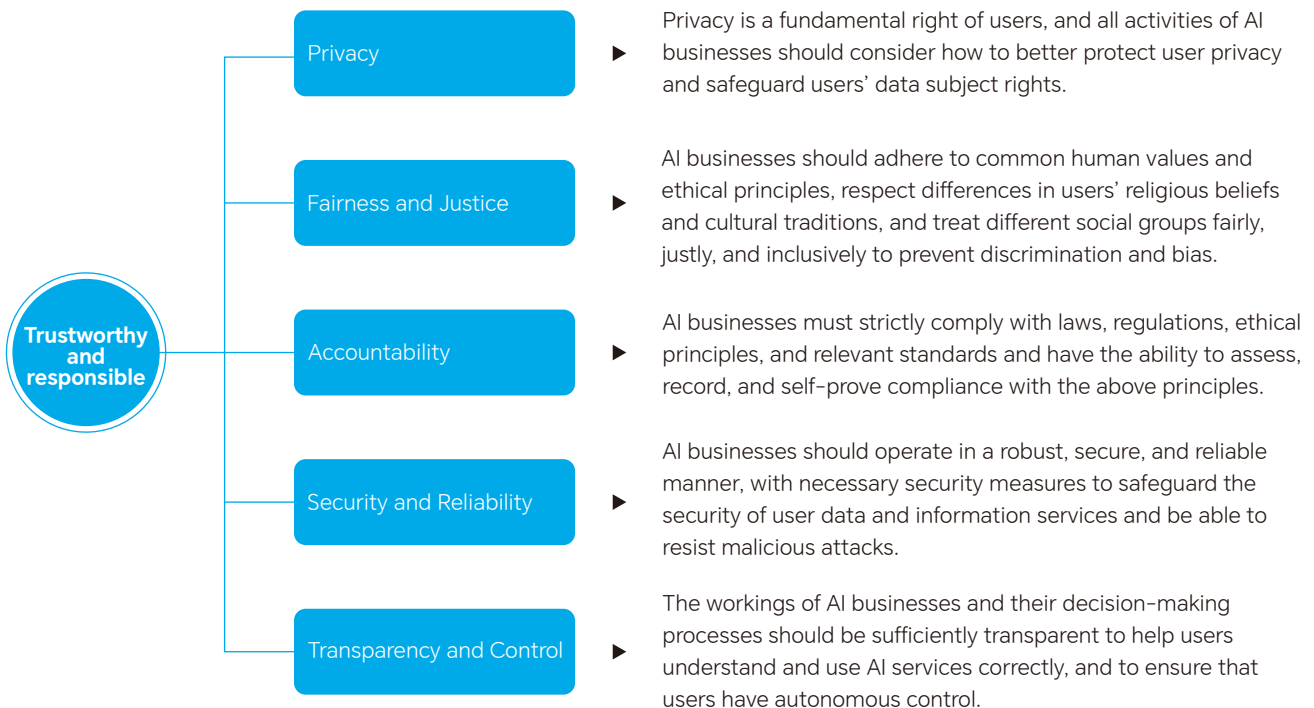 Privacy
Privacy is a fundamental right of users, and all activities of AI
businesses should consider how to better protect user privacy
and safeguard users’ data subject rights.
Fairness and Justice
AI businesses should adhere to common human values and
ethical principles, respect differences in users’ religious beliefs
and cultural traditions, and treat different social groups fairly,
justly, and inclusively to prevent discrimination and bias.
Trustworthy
and
responsible
Accountability
AI businesses must strictly comply with laws, regulations, ethical
principles, and relevant standards and have the ability to assess,
record, and self-prove compliance with the above principles.
Security and Reliability
AI businesses should operate in a robust, secure, and reliable
manner, with necessary security measures to safeguard the
security of user data and information services and be able to
resist malicious attacks.
Transparency and Control
The workings of AI businesses and their decision-making
processes should be sufficiently transparent to help users
understand and use AI services correctly, and to ensure that
users have autonomous control.